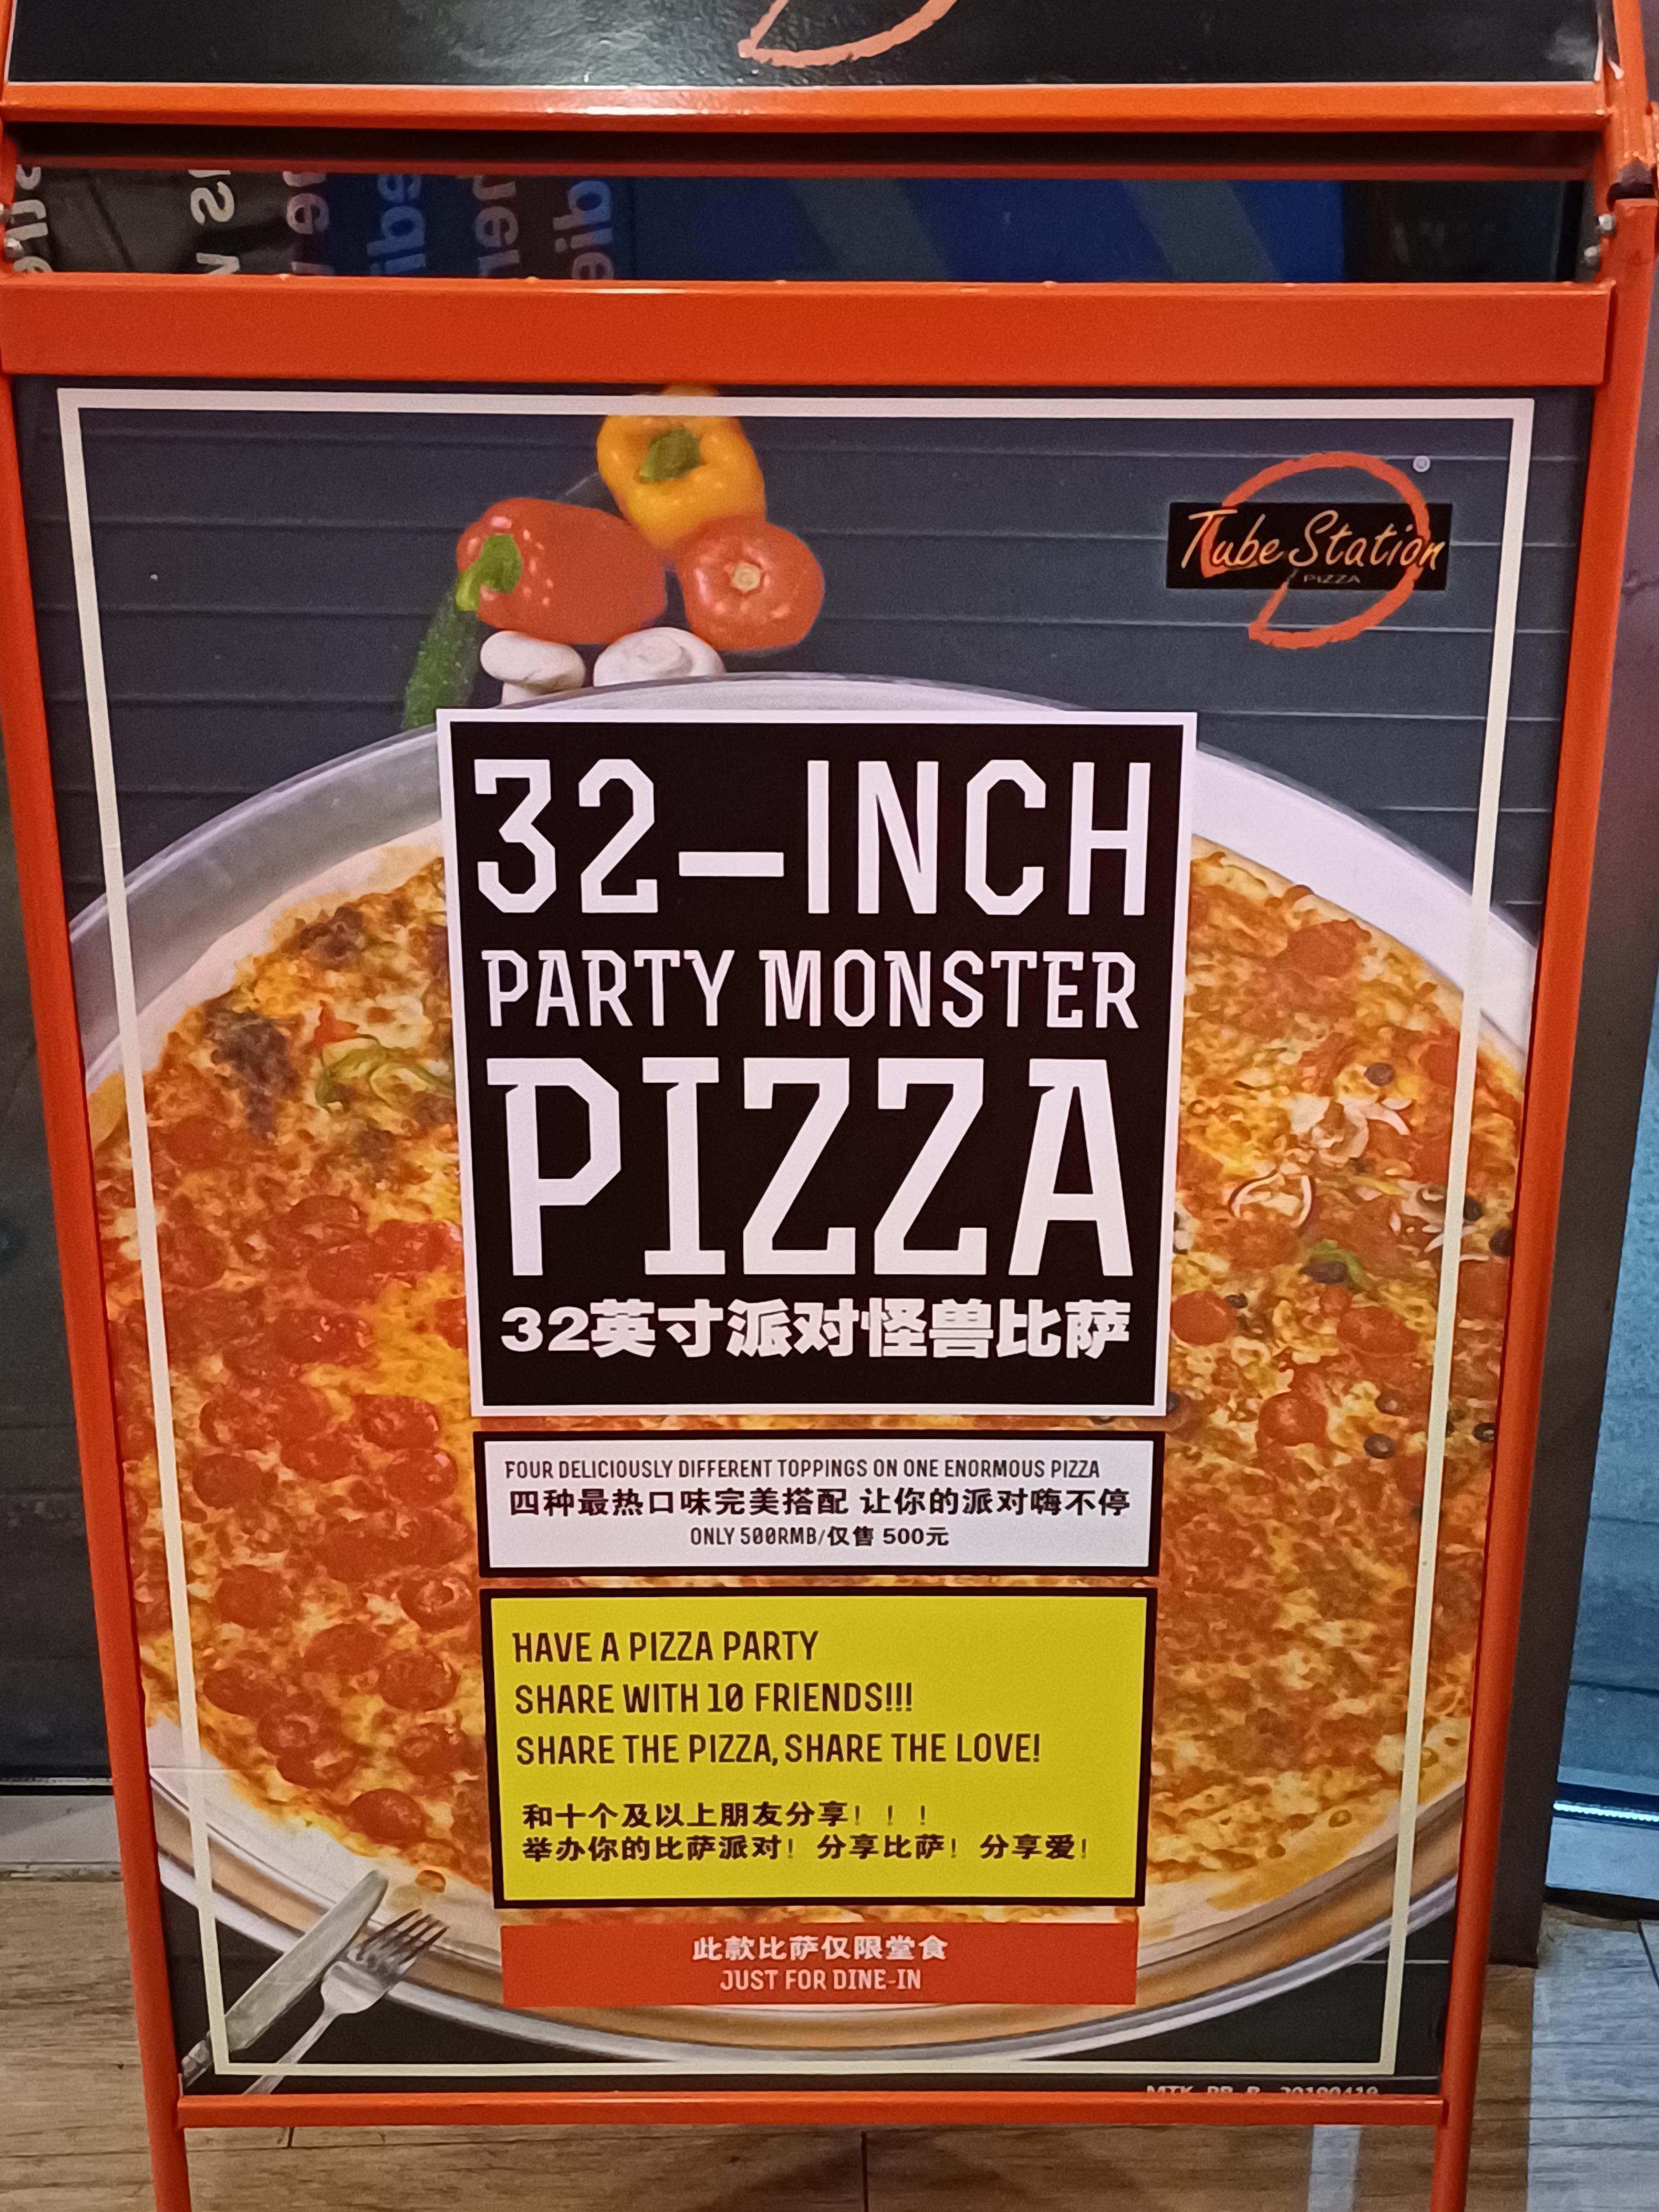 Tube Station
PIZZA
32-INCH
PARTY MONSTER
PIZZA
32英寸派对怪兽比萨
FOUR DELICIOUSLY DIFFERENT TOPPINGS ON ONE ENORMOUS PIZZA
四种最热口味完美搭配 让你的派对嗨不停
ONLY 500RMB/仅售 500元
HAVE A PIZZA PARTY
SHARE WITH 10 FRIENDS!!!
SHARE THE PIZZA, SHARE THE LOVE!
和十个及以上朋友分享！！！
举办你的比萨派对！分享比萨！分享爱！
此款比萨仅限堂食
JUST FOR DINE-IN